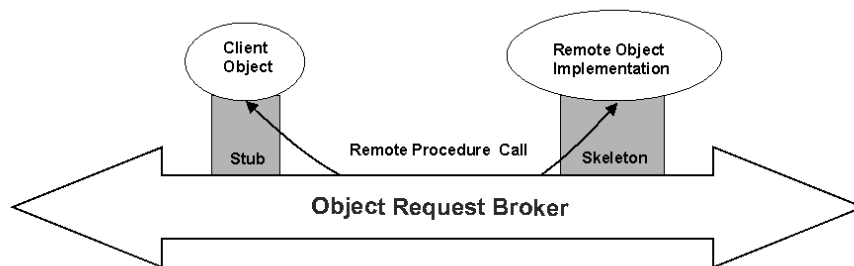 Client
Object
Remote Object
Implementation
Stub
Remote Procedure Call
Skeleton
Object Request Broker